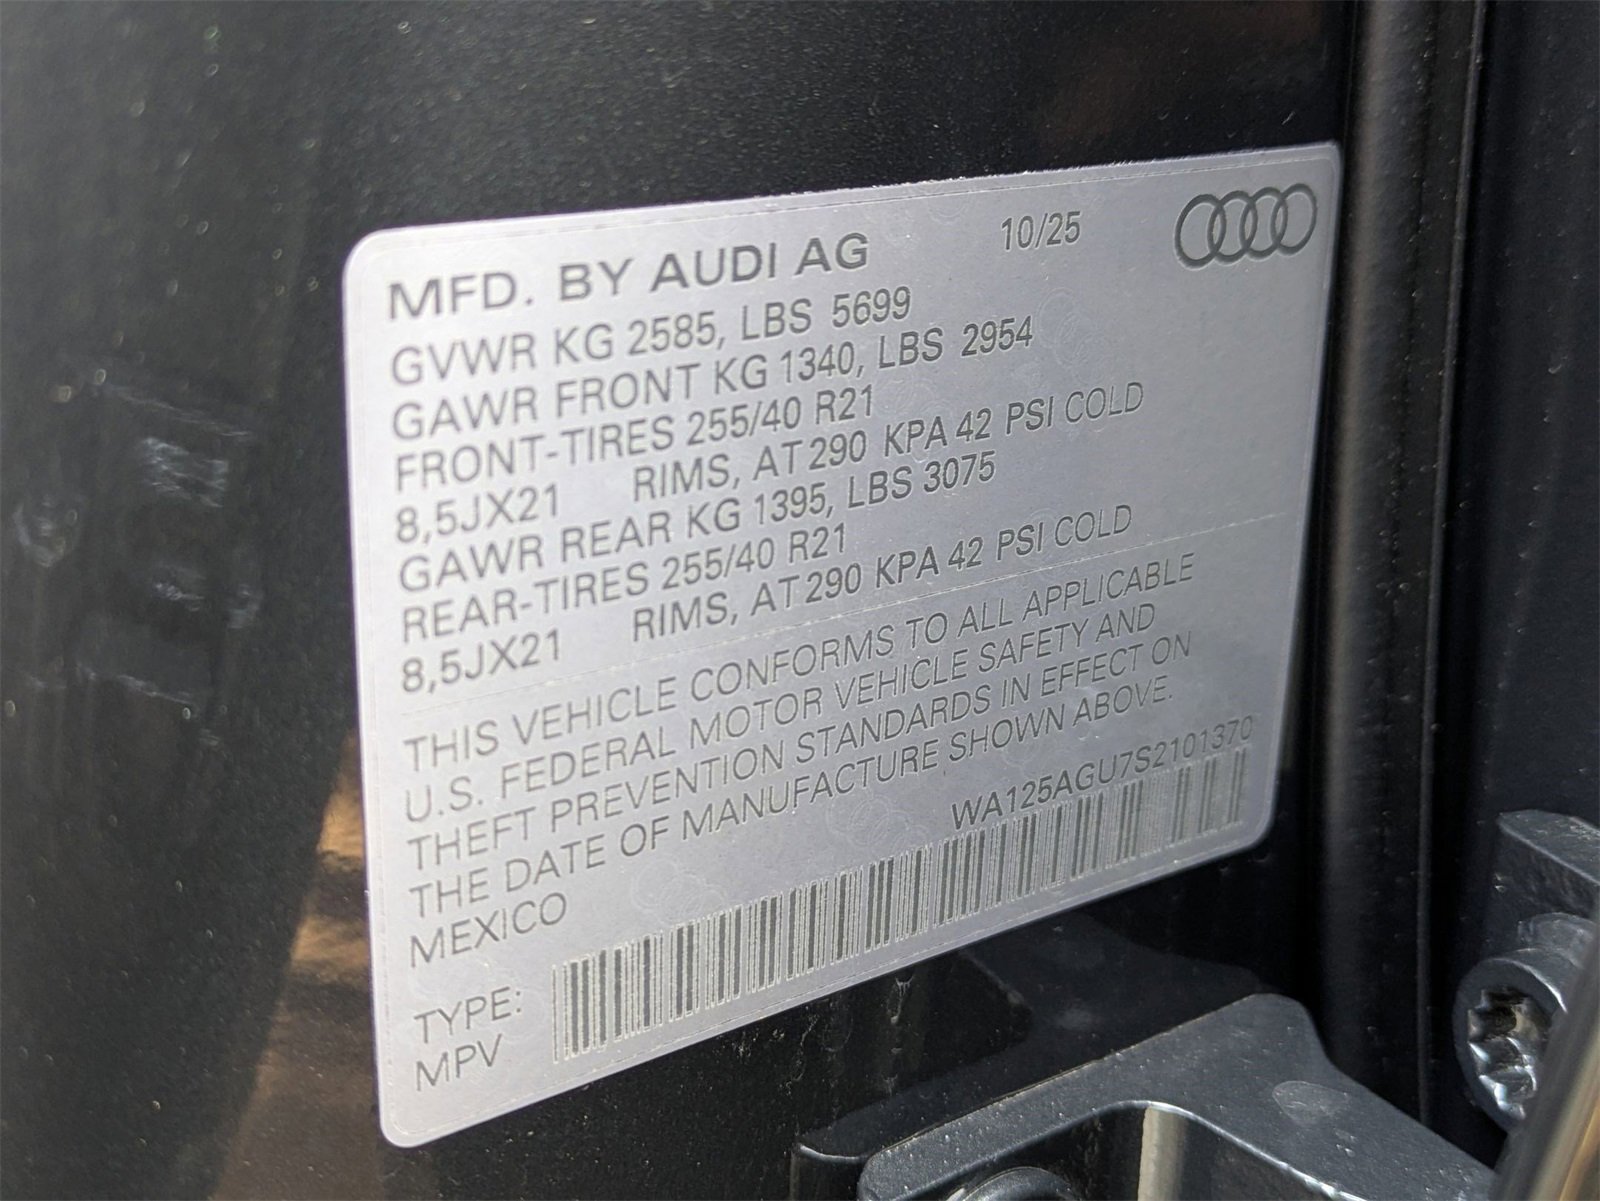 MFD. BY AUDI AG 10/25
GVWR KG 2585, LBS 5699
GAWR FRONT KG 1340, LBS 2954
FRONT-TIRES 255/40 R21
8,5JX21 RIMS, AT 290 KPA 42 PSI COLD
GAWR REAR KG 1395, LBS 3075
REAR-TIRES 255/40 R21
8,5JX21 RIMS, AT 290 KPA 42 PSI COLD
THIS VEHICLE CONFORMS TO ALL APPLICABLE
U.S. FEDERAL MOTOR VEHICLE SAFETY AND
THEFT PREVENTION STANDARDS IN EFFECT ON
THE DATE OF MANUFACTURE SHOWN ABOVE.
MEXICO WA125AGU7S2101370
TYPE:
MPV